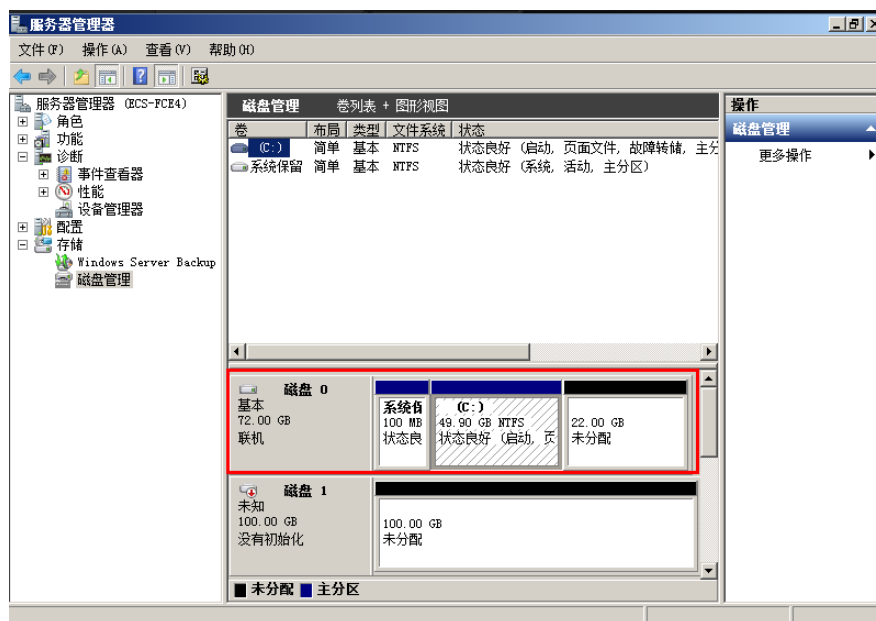 服务器管理器
文件(F) 操作(A) 查看(V) 帮助(H)
服务器管理器 (ECS-FCE4)
角色
功能
诊断
事件查看器
性能
设备管理器
配置
存储
Windows Server Backup
磁盘管理
磁盘管理 卷列表 + 图形视图
卷 布局 类型 文件系统 状态
(C:) 简单 基本 NTFS 状态良好 (启动, 页面文件, 故障转储, 主分
系统保留 简单 基本 NTFS 状态良好 (系统, 活动, 主分区)
磁盘 0
基本
72.00 GB
联机
系统保
100 MB
状态良
(C:)
49.90 GB NTFS
状态良好 (启动, 页
22.00 GB
未分配
磁盘 1
未知
100.00 GB
没有初始化
100.00 GB
未分配
未分配 主分区
操作
磁盘管理
更多操作